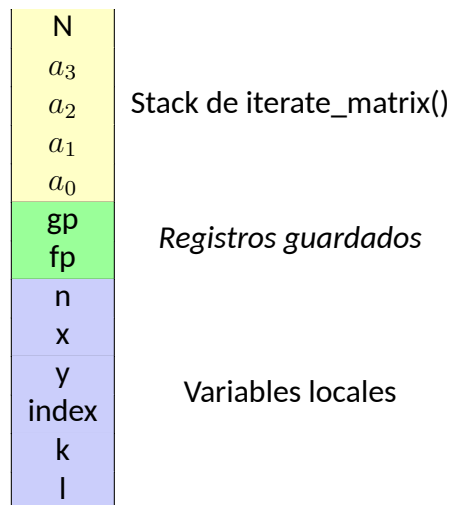 N
a₃
a₂
Stack de iterate_matrix()
a₁
a₀
gp
Registros guardados
fp
n
x
y
Variables locales
index
k
l